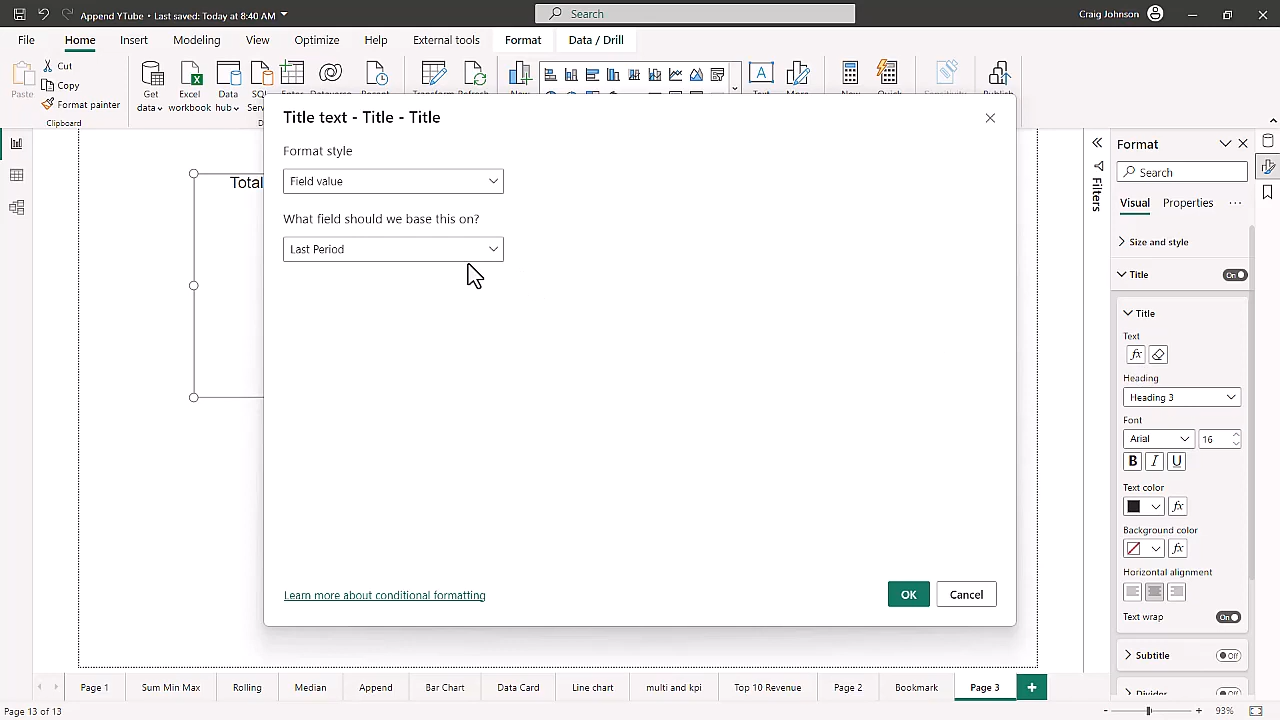 Append YTube • Last saved: Today at 8:40 AM
Search
Craig Johnson
File Home Insert Modeling View Optimize Help External tools Format Data / Drill
Paste
Cut
Copy
Format painter
Clipboard
Get data
Excel workbook
Data hub
Publish
Title text - Title - Title
Format style
Field value
What field should we base this on?
Last Period
Learn more about conditional formatting
OK Cancel
Total
Filters
Format
Search
Visual Properties ...
Size and style
Title On
Title
Text
fx
Heading
Heading 3
Font
Arial 16
B I U
Text color
fx
Background color
fx
Horizontal alignment
Text wrap On
Subtitle Off
Page 1 Sum Min Max Rolling Append Bar Chart Data Card Line chart multi and kpi Top 1 Revenue Page 2 Bookmark Page 3 +
Page 13 of 13
- + 93%